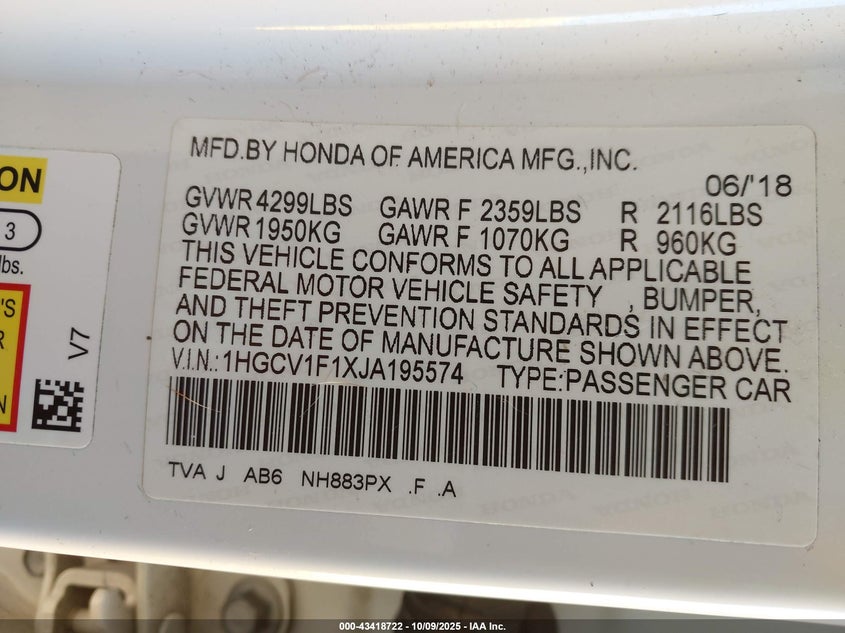 MFD.BY HONDA OF AMERICA MFG.,INC.
06/'18
GVWR 4299LBS GAWR F 2359LBS R 2116LBS
GVWR 1950KG GAWR F 1070KG R 960KG
THIS VEHICLE CONFORMS TO ALL APPLICABLE
FEDERAL MOTOR VEHICLE SAFETY , BUMPER,
AND THEFT PREVENTION STANDARDS IN EFFECT
ON THE DATE OF MANUFACTURE SHOWN ABOVE.
V.I.N.: 1HGCV1F1XJA195574 TYPE:PASSENGER CAR
TVA J AB6 NH883PX .F .A
ON
3
lbs.
'S
R
N
V7
000-43418722 - 10/09/2025 - IAA Inc.